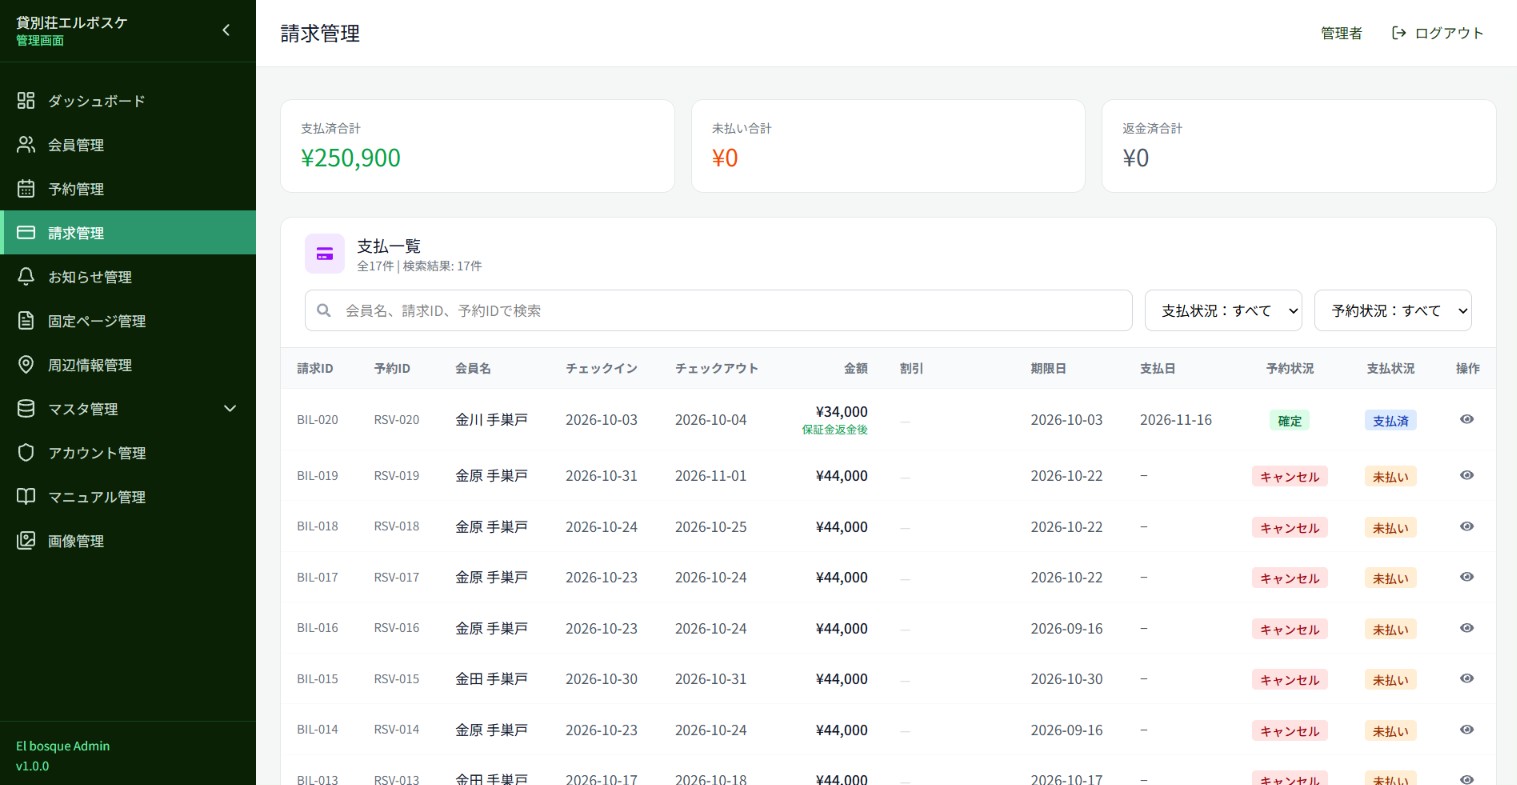 貸別荘エルボスケ
管理画面
ダッシュボード
会員管理
予約管理
請求管理
お知らせ管理
固定ページ管理
周辺情報管理
マスタ管理
アカウント管理
マニュアル管理
画像管理
El bosque Admin
v1.0.0
請求管理
管理者 ログアウト
支払済合計
¥250,900
未払い合計
¥0
返金済合計
¥0
支払一覧
全17件 | 検索結果: 17件
会員名、請求ID、予約IDで検索
支払状況：すべて
予約状況：すべて
請求ID 予約ID 会員名 チェックイン チェックアウト 金額 割引 期限日 支払日 予約状況 支払状況 操作
BIL-020 RSV-020 金川 手巣戸 2026-10-03 2026-10-04 ¥34,000 — 2026-10-03 2026-11-16 確定 支払済
保証金返金後
BIL-019 RSV-019 金原 手巣戸 2026-10-31 2026-11-01 ¥44,000 — 2026-10-22 – キャンセル 未払い
BIL-018 RSV-018 金原 手巣戸 2026-10-24 2026-10-25 ¥44,000 — 2026-10-22 – キャンセル 未払い
BIL-017 RSV-017 金原 手巣戸 2026-10-23 2026-10-24 ¥44,000 — 2026-10-22 – キャンセル 未払い
BIL-016 RSV-016 金原 手巣戸 2026-10-23 2026-10-24 ¥44,000 — 2026-09-16 – キャンセル 未払い
BIL-015 RSV-015 金田 手巣戸 2026-10-30 2026-10-31 ¥44,000 — 2026-10-30 – キャンセル 未払い
BIL-014 RSV-014 金原 手巣戸 2026-10-23 2026-10-24 ¥44,000 — 2026-09-16 – キャンセル 未払い
BIL-013 RSV-013 金田 手巣戸 2026-10-17 2026-10-18 ¥44,000 — 2026-10-17 – キャンセル 未払い